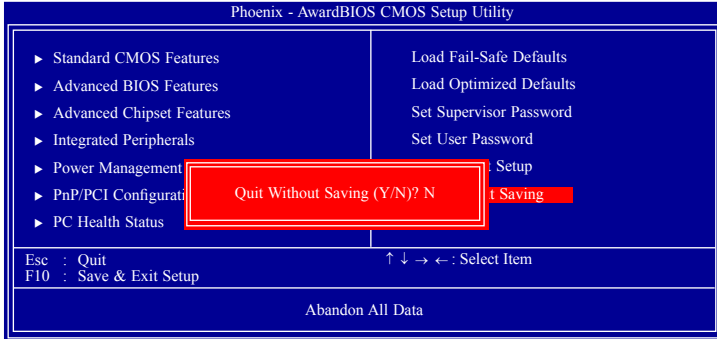 Phoenix - AwardBIOS CMOS Setup Utility
▶ Standard CMOS Features
▶ Advanced BIOS Features
▶ Advanced Chipset Features
▶ Integrated Peripherals
▶ Power Management
▶ PnP/PCI Configurati
▶ PC Health Status
Load Fail-Safe Defaults
Load Optimized Defaults
Set Supervisor Password
Set User Password
Setup
t Saving
Quit Without Saving (Y/N)? N
Esc : Quit
F10 : Save & Exit Setup
↑ ↓ → ← : Select Item
Abandon All Data